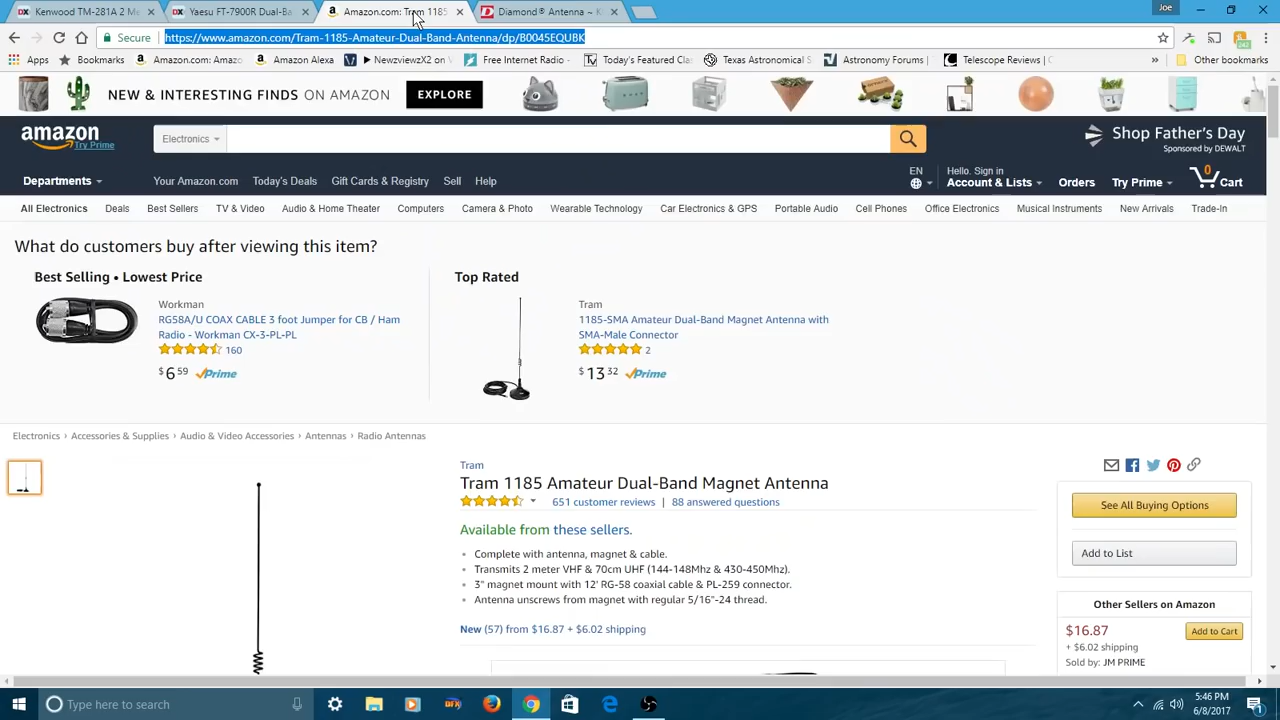 Kenwood TM-281A 2 Me
Yaesu FT-7900R Dual-Ba
Amazon.com: Tram 1185
Diamond® Antenna ~ K
Joe
Secure
https://www.amazon.com/Tram-1185-Amateur-Dual-Band-Antenna/dp/B0045EQUBK
Apps
Bookmarks
Amazon.com: Amazo
Amazon Alexa
NewzviewzX2 on V
Free Internet Radio -
Today's Featured Clas
Texas Astronomical S
Astronomy Forums |
Telescope Reviews |
»
Other bookmarks
NEW & INTERESTING FINDS ON AMAZON
EXPLORE
amazon
Try Prime
Electronics
Shop Father's Day
Sponsored by DEWALT
Departments
Your Amazon.com
Today's Deals
Gift Cards & Registry
Sell
Help
EN
Hello. Sign in
Account & Lists
Orders
Try Prime
0
Cart
All Electronics
Deals
Best Sellers
TV & Video
Audio & Home Theater
Computers
Camera & Photo
Wearable Technology
Car Electronics & GPS
Portable Audio
Cell Phones
Office Electronics
Musical Instruments
New Arrivals
Trade-In
What do customers buy after viewing this item?
Best Selling • Lowest Price
Workman
RG58A/U COAX CABLE 3 foot Jumper for CB / Ham
Radio - Workman CX-3-PL-PL
160
$6 59 Prime
Top Rated
Tram
1185-SMA Amateur Dual-Band Magnet Antenna with
SMA-Male Connector
2
$13 32 Prime
Electronics › Accessories & Supplies › Audio & Video Accessories › Antennas › Radio Antennas
Tram
Tram 1185 Amateur Dual-Band Magnet Antenna
651 customer reviews | 88 answered questions
Available from these sellers.
Complete with antenna, magnet & cable.
Transmits 2 meter VHF & 70cm UHF (144-148Mhz & 430-450Mhz).
3" magnet mount with 12' RG-58 coaxial cable & PL-259 connector.
Antenna unscrews from magnet with regular 5/16"-24 thread.
New (57) from $16.87 + $6.02 shipping
See All Buying Options
Add to List
Other Sellers on Amazon
$16.87
Add to Cart
+ $6.02 shipping
Sold by: JM PRIME
Type here to search
5:46 PM
6/8/2017